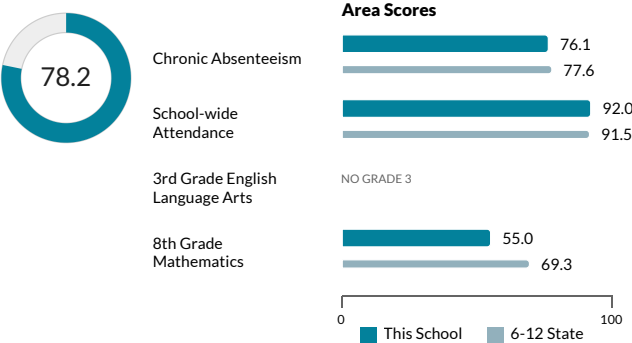 Area Scores
78.2
Chronic Absenteeism
76.1
77.6
School-wide
Attendance
92.0
91.5
3rd Grade English
Language Arts
NO GRADE 3
8th Grade
Mathematics
55.0
69.3
0
100
This School
6-12 State